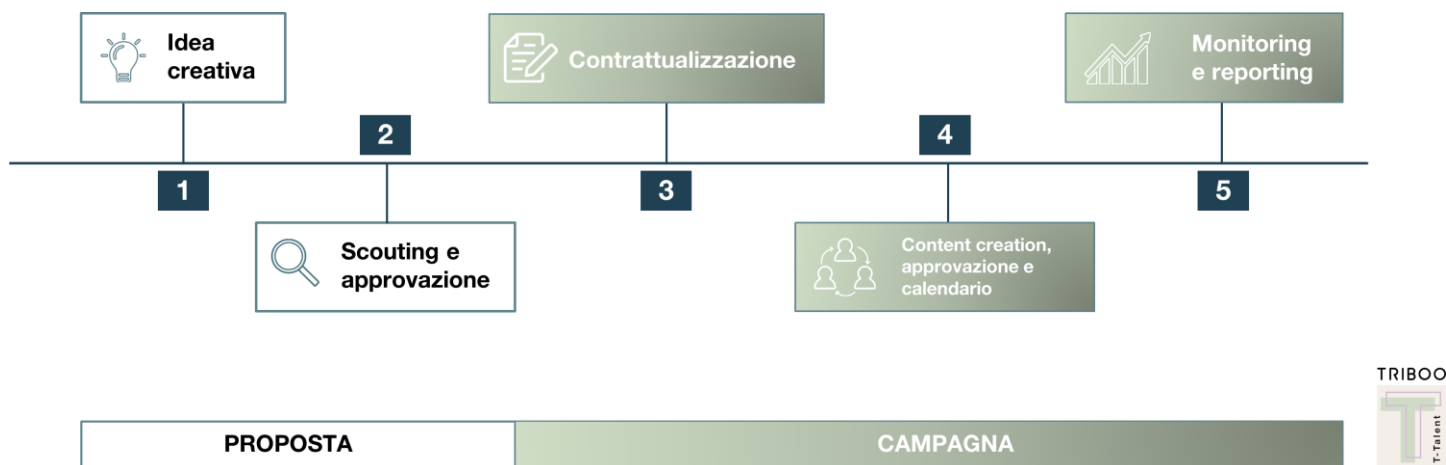 Idea
creativa
1
2
Scouting e
approvazione
Contrattualizzazione
3
4
Content creation,
approvazione e
calendario
Monitoring
e reporting
5
PROPOSTA
CAMPAGNA
TRIBOO
T
T-Talent